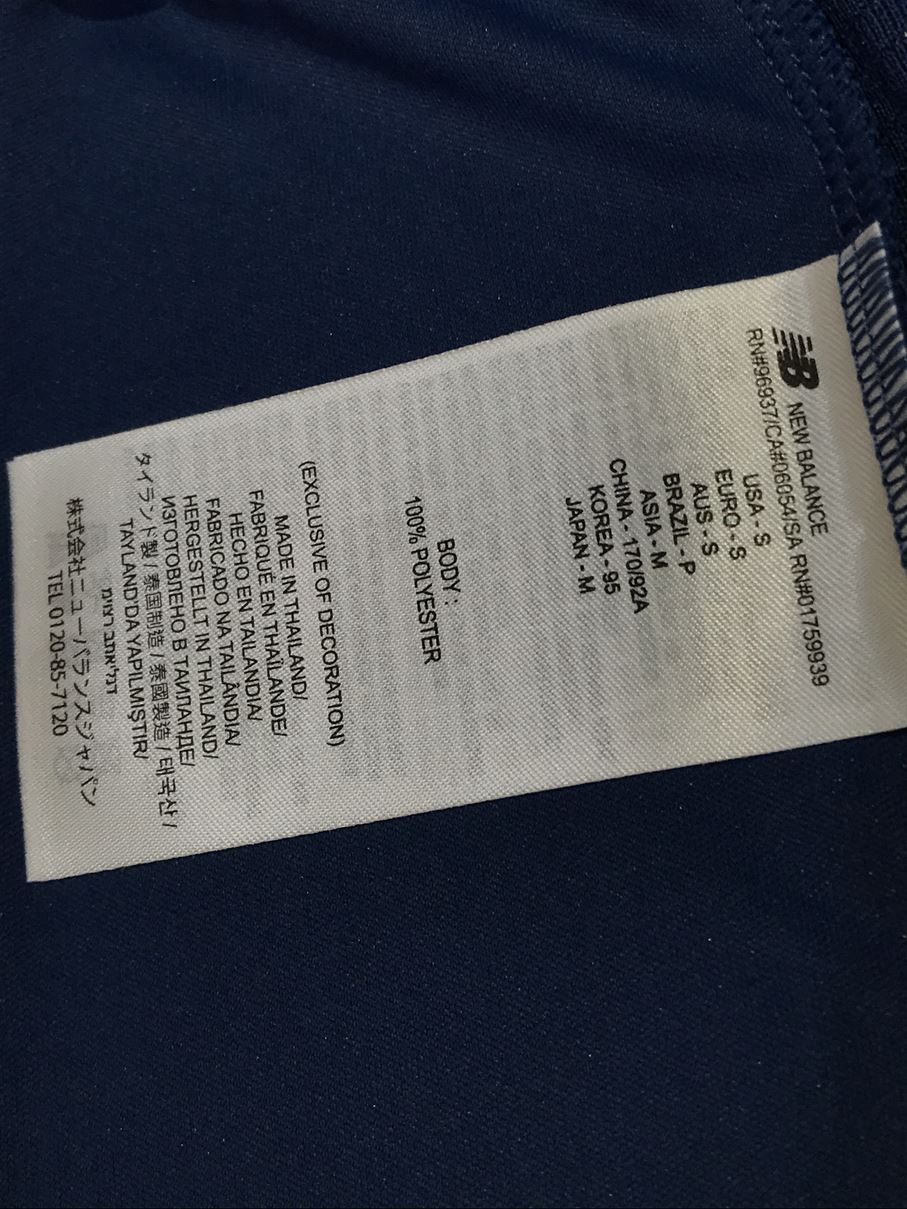 NB NEW BALANCE
RN#96937/CA#06054/SA RN#01759939
USA - S
EURO - S
AUS - S
BRAZIL - P
ASIA - M
CHINA - 170/92A
KOREA - 95
JAPAN - M
BODY :
100% POLYESTER
(EXCLUSIVE OF DECORATION)
MADE IN THAILAND/
FABRIQUÉ EN THAÏLANDE/
HECHO EN TAILANDIA/
FABRICADO NA TAILÂNDIA/
HERGESTELLT IN THAILAND/
ИЗГОТОВЛЕНО В ТАИЛАНДЕ/
タイランド製 / 泰国制造 / 泰國製造 / 태국산 /
TAYLAND'DA YAPILMIŞTIR/
株式会社ニューバランスジャパン
TEL 0120-85-7120